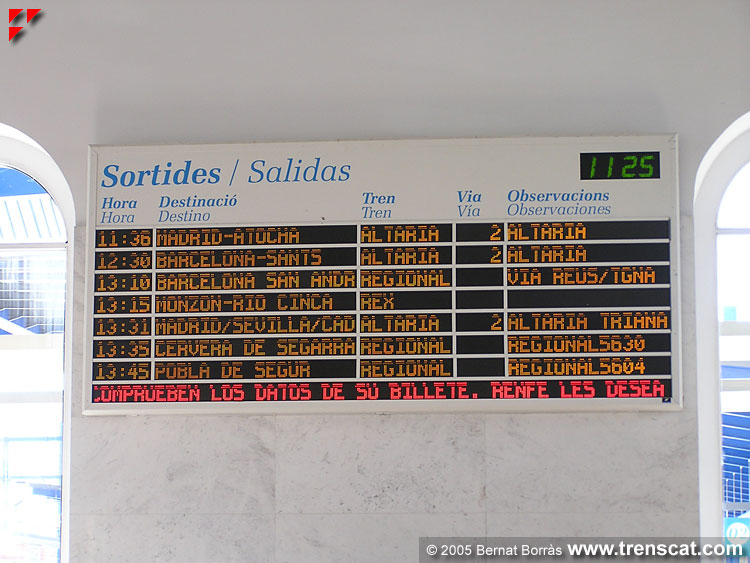 Sortides / Salidas 1125
Hora Destinació Tren Via Observacions
Hora Destino Tren Vía Observaciones
11:36 MADRID-ATOCHA ALTARIA 2 ALTARIA
12:30 BARCELONA-SANTS ALTARIA 2 ALTARIA
13:10 BARCELONA SAN ANDR REGIONAL VIA REUS/TGNA
13:15 MONZON-RIO CINCA REX
13:31 MADRID/SEVILLA/CAD ALTARIA 2 ALTARIA TRIANA
13:35 CERVERA DE SEGARRA REGIONAL REGIONAL5630
13:45 POBLA DE SEGUR REGIONAL REGIONAL5604
COMPRUEBEN LOS DATOS DE SU BILLETE. RENFE LES DESEA
© 2005 Bernat Borràs www.trenscat.com